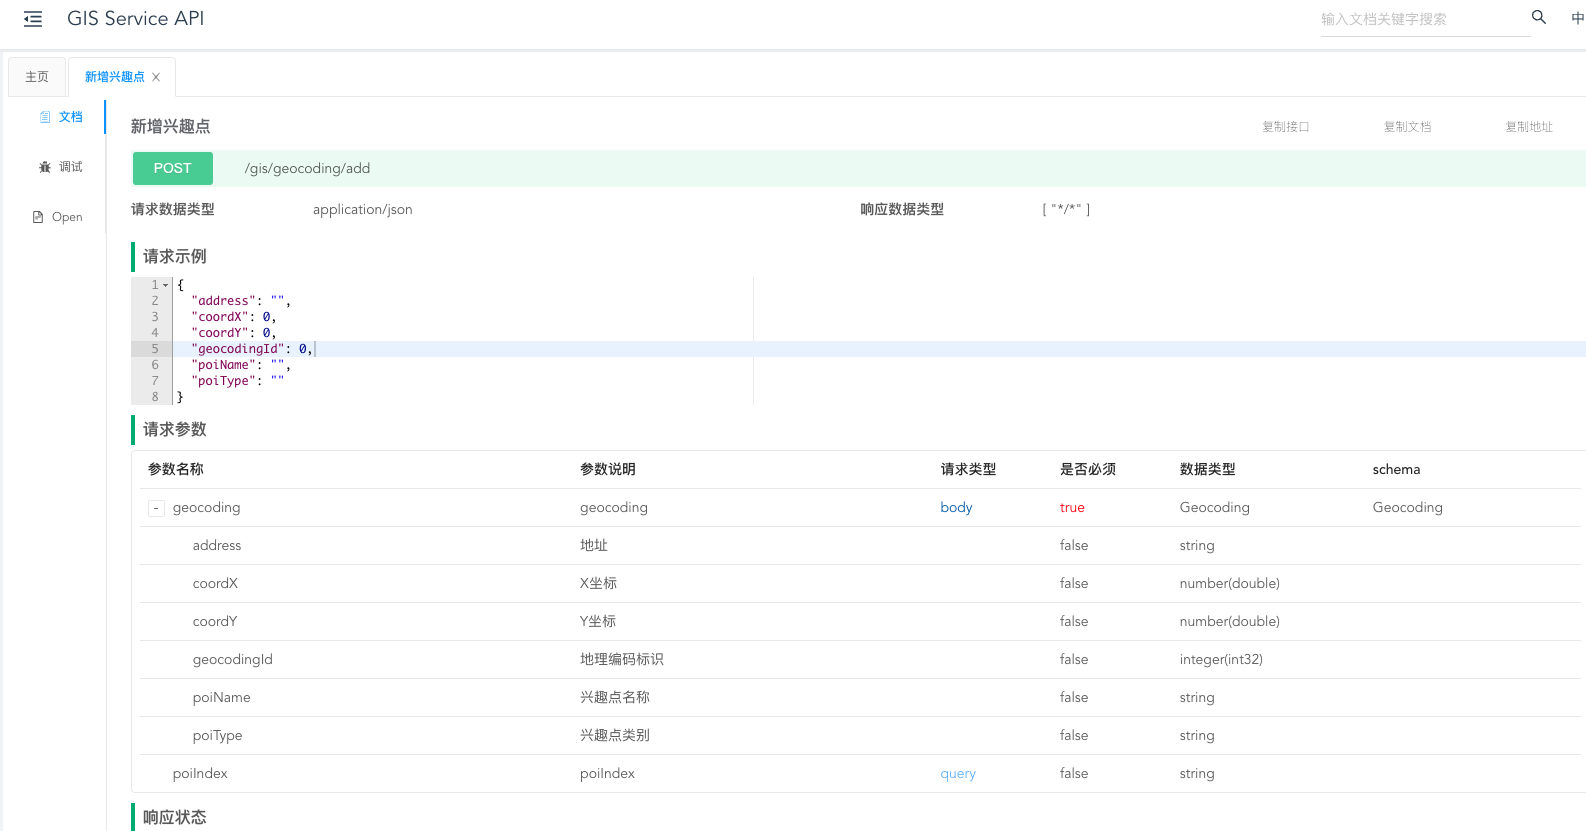 GIS Service API 输入文档关键字搜索 中
主页 新增兴趣点
文档
调试
Open
新增兴趣点 复制接口 复制文档 复制地址
POST /gis/geocoding/add
请求数据类型 application/json 响应数据类型 [ "*/*" ]
请求示例
1 {
2 "address": "",
3 "coordX": 0,
4 "coordY": 0,
5 "geocodingId": 0,
6 "poiName": "",
7 "poiType": ""
8 }
请求参数
参数名称 参数说明 请求类型 是否必须 数据类型 schema
- geocoding geocoding body true Geocoding Geocoding
address 地址 false string
coordX X坐标 false number(double)
coordY Y坐标 false number(double)
geocodingId 地理编码标识 false integer(int32)
poiName 兴趣点名称 false string
poiType 兴趣点类别 false string
poiIndex poiIndex query false string
响应状态